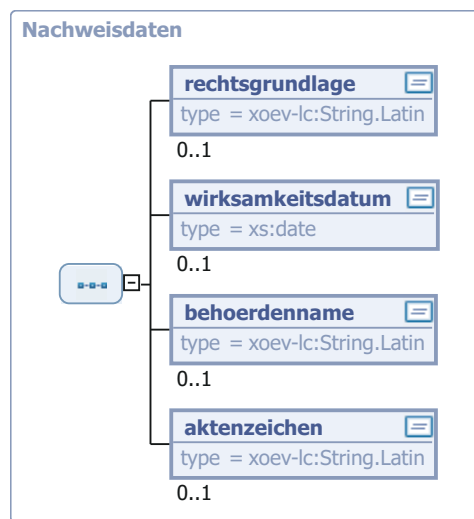 Nachweisdaten
rechtsgrundlage
type = xoev-lc:String.Latin
0..1
wirksamkeitsdatum
type = xs:date
0..1
behoerdenname
type = xoev-lc:String.Latin
0..1
aktenzeichen
type = xoev-lc:String.Latin
0..1